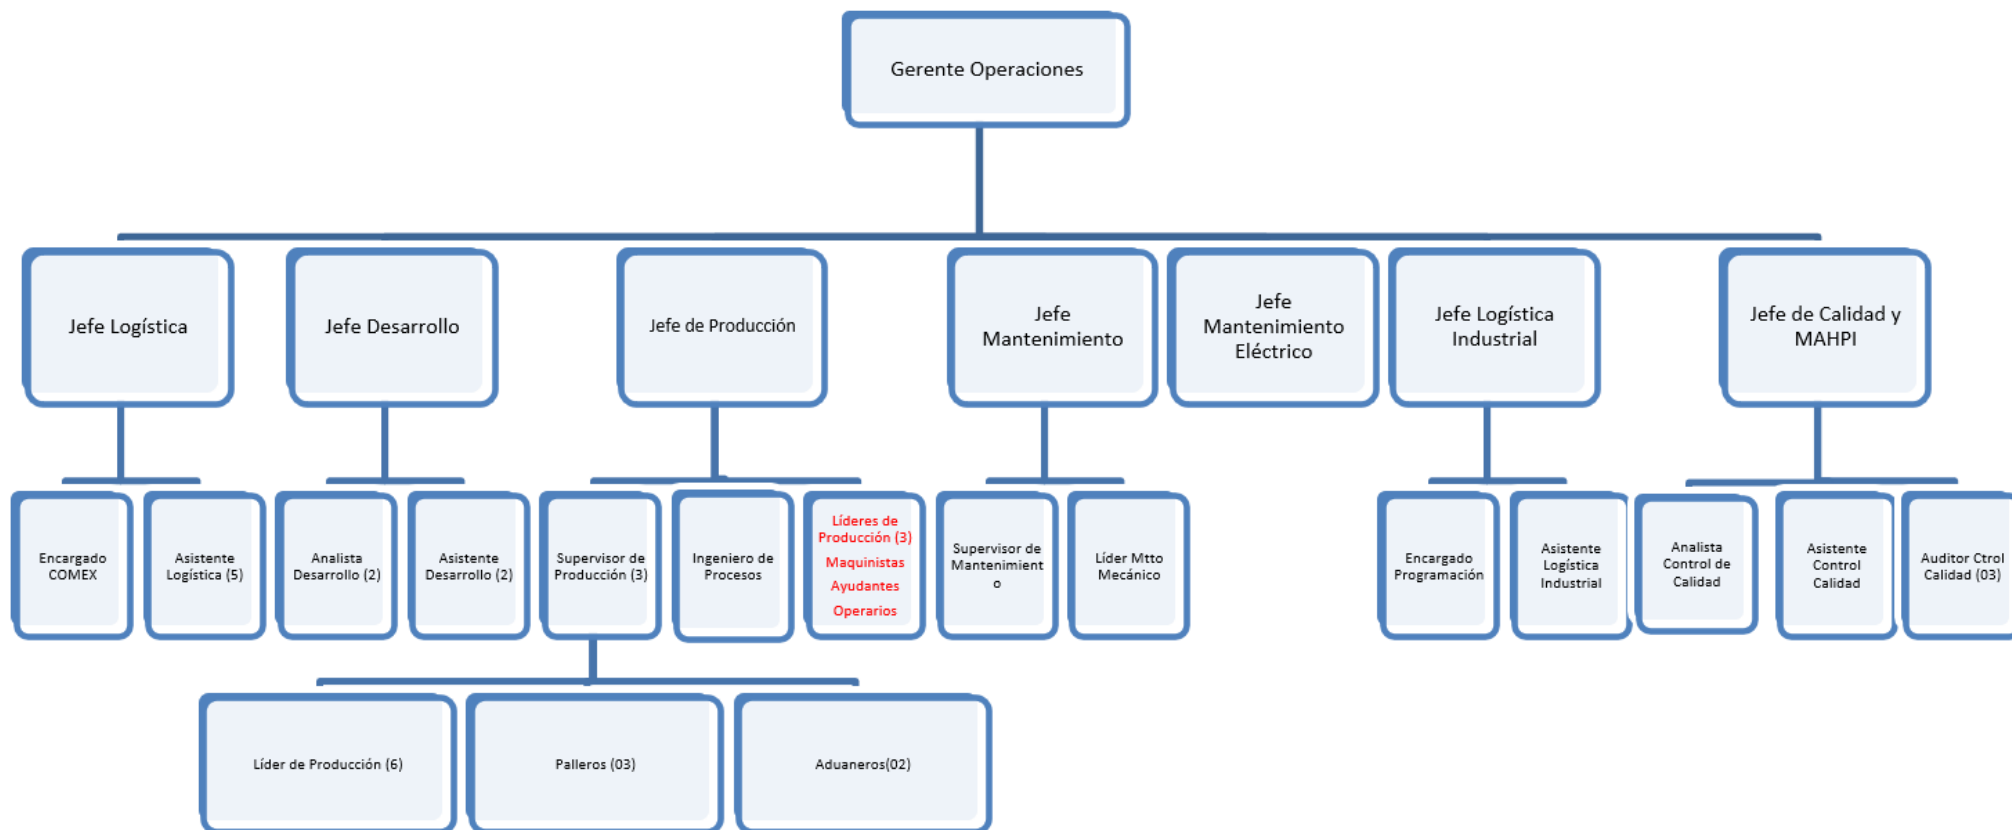 Gerente Operaciones
Jefe Logística
Jefe Desarrollo
Jefe de Producción
Jefe
Mantenimiento
Jefe
Mantenimiento
Eléctrico
Jefe Logística
Industrial
Jefe de Calidad y
MAHPI
Encargado
COMEX
Asistente
Logística (5)
Analista
Desarrollo (2)
Asistente
Desarrollo (2)
Supervisor de
Producción (3)
Ingeniero de
Procesos
Líderes de
Producción (3)
Maquinistas
Ayudantes
Operarios
Supervisor de
Mantenimient
o
Líder Mtto
Mecánico
Encargado
Programación
Asistente
Logística
Industrial
Analista
Control de
Calidad
Asistente
Control
Calidad
Auditor Ctrol
Calidad (03)
Líder de Producción (6)
Palleros (03)
Aduaneros(02)